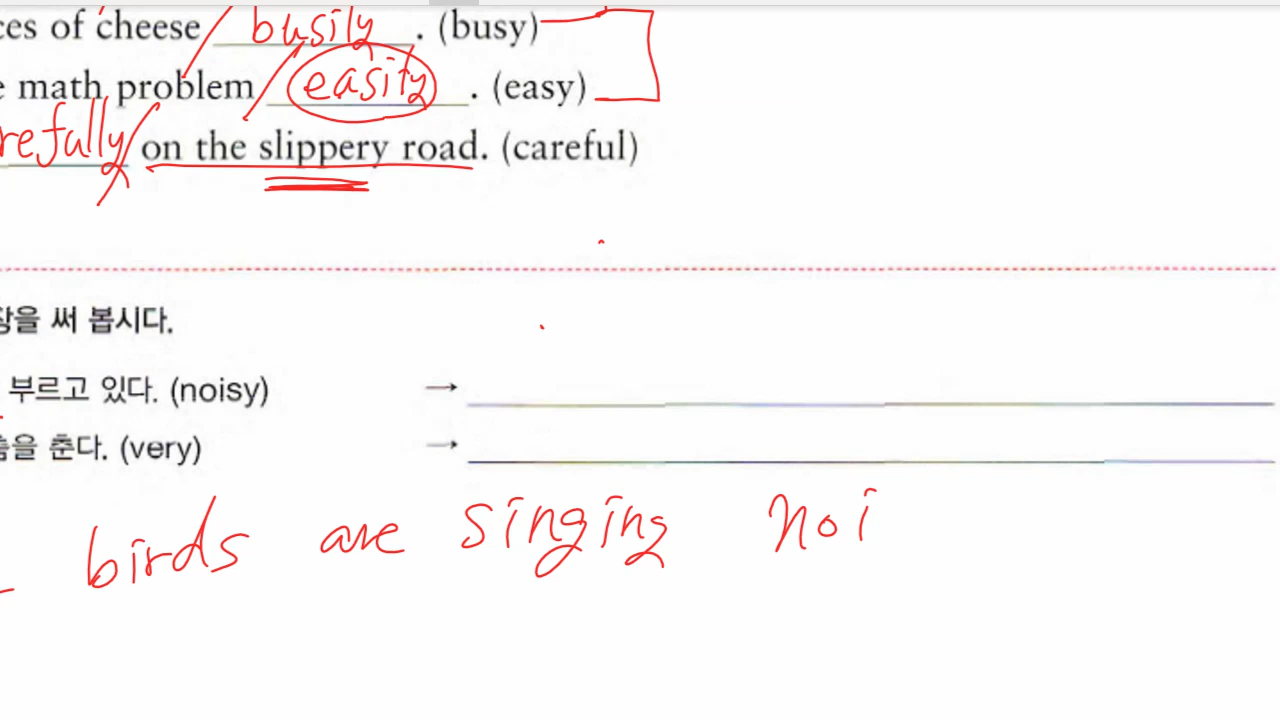 ces of cheese busily. (busy)
e math problem easily. (easy)
refully on the slippery road. (careful)
장을 써 봅시다.
부르고 있다. (noisy) →
춤을 춘다. (very) →
birds are singing noi